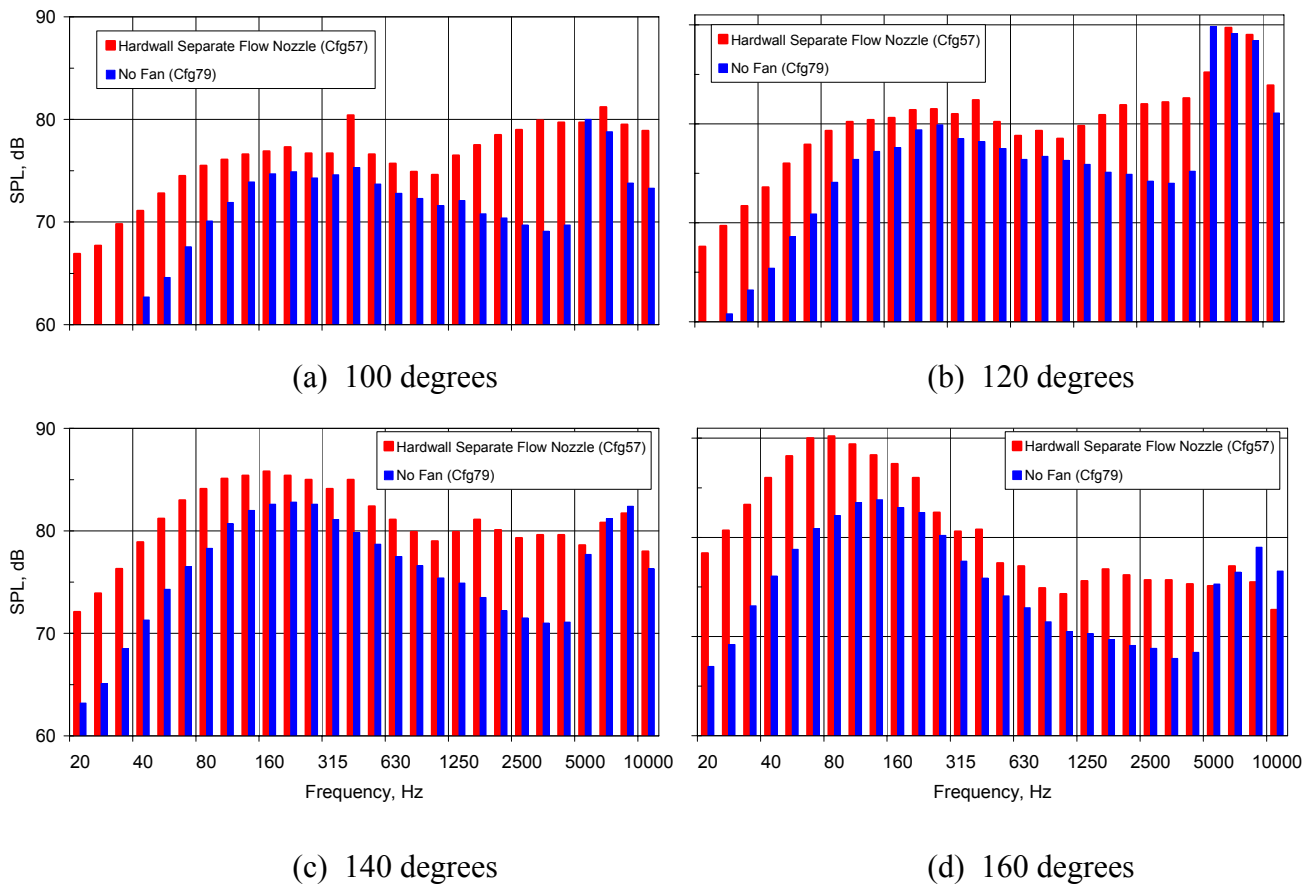 90
80
70
60
SPL, dB
Hardwall Separate Flow Nozzle (Cfg57)
No Fan (Cfg79)
Hardwall Separate Flow Nozzle (Cfg57)
No Fan (Cfg79)
(a) 100 degrees
(b) 120 degrees
90
80
70
60
SPL, dB
Hardwall Separate Flow Nozzle (Cfg57)
No Fan (Cfg79)
Hardwall Separate Flow Nozzle (Cfg57)
No Fan (Cfg79)
20 40 80 160 315 630 1250 2500 5000 10000
Frequency, Hz
20 40 80 160 315 630 1250 2500 5000 10000
Frequency, Hz
(c) 140 degrees
(d) 160 degrees